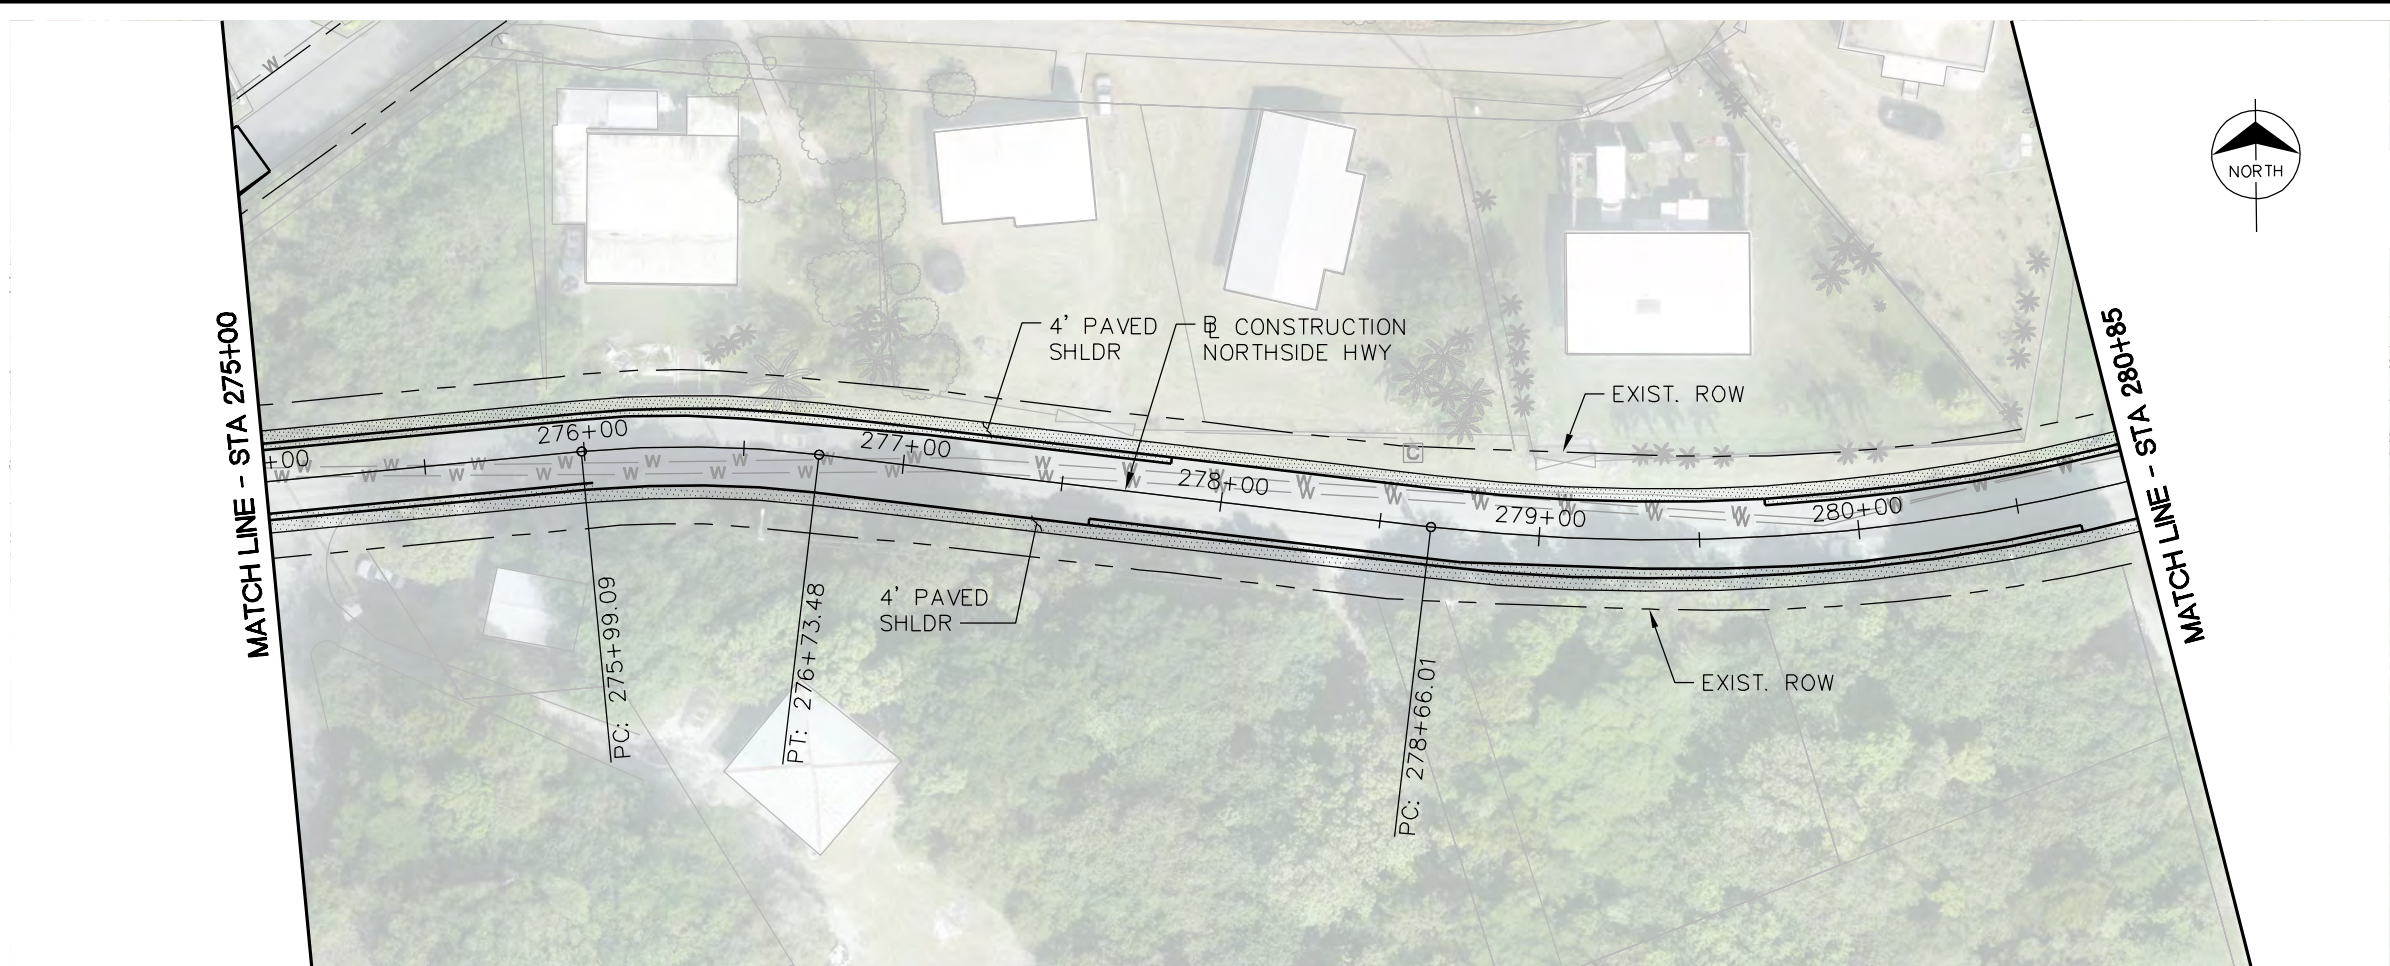 W
NORTH
MATCH LINE - STA 275+00
MATCH LINE - STA 280+85
4' PAVED
SHLDR
BL CONSTRUCTION
NORTHSIDE HWY
EXIST. ROW
+00
276+00
277+00
278+00
279+00
280+00
C
W W W W W W W W W W W W W W W W W
W W W W W W W W W W W W W W W W W
PC: 275+99.09
PT: 276+73.48
4' PAVED
SHLDR
PC: 278+66.01
EXIST. ROW